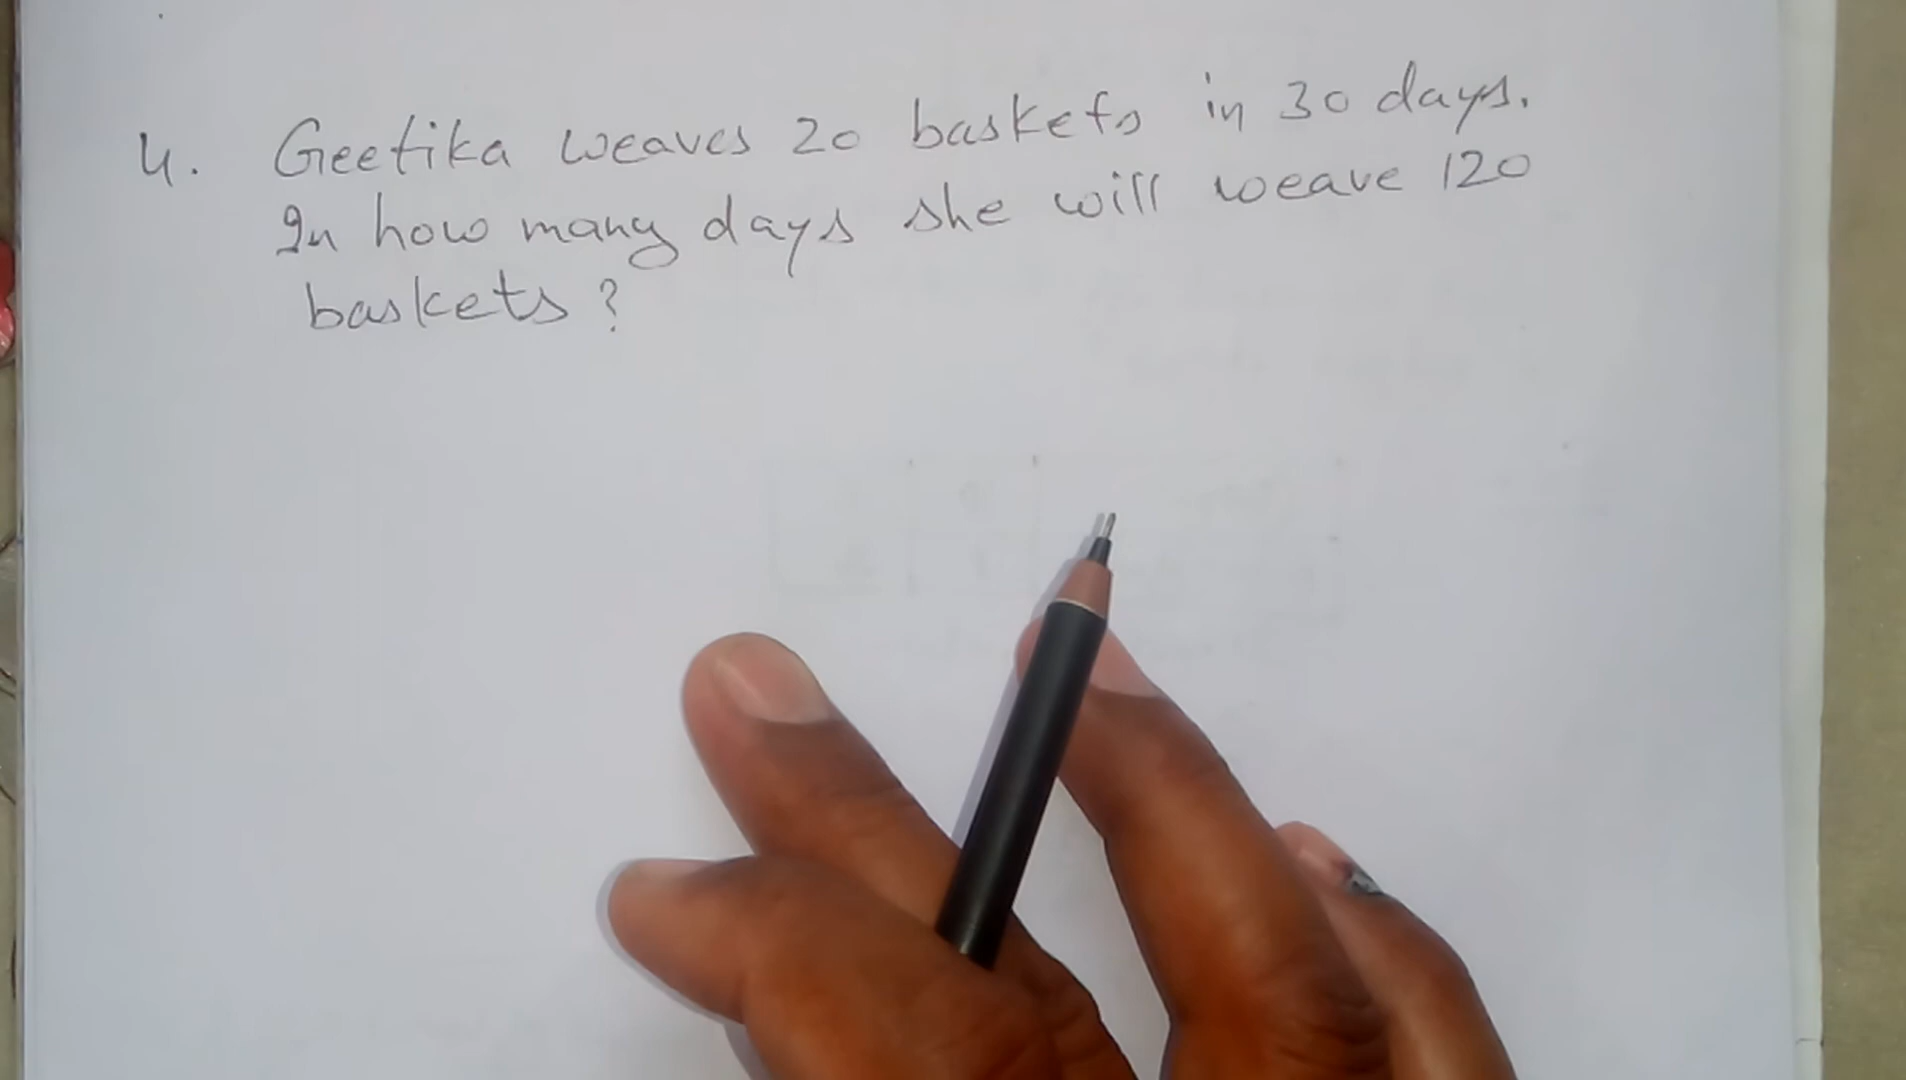 4. Geetika weaves 20 baskets in 30 days.
In how many days she will weave 120
baskets?